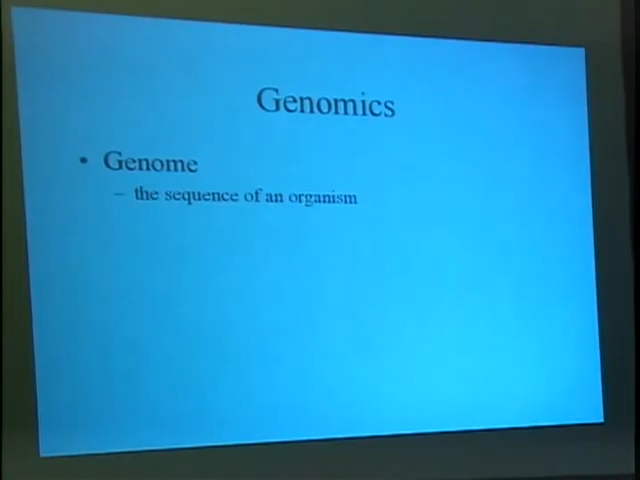 Genomics
• Genome
– the sequence of an organism